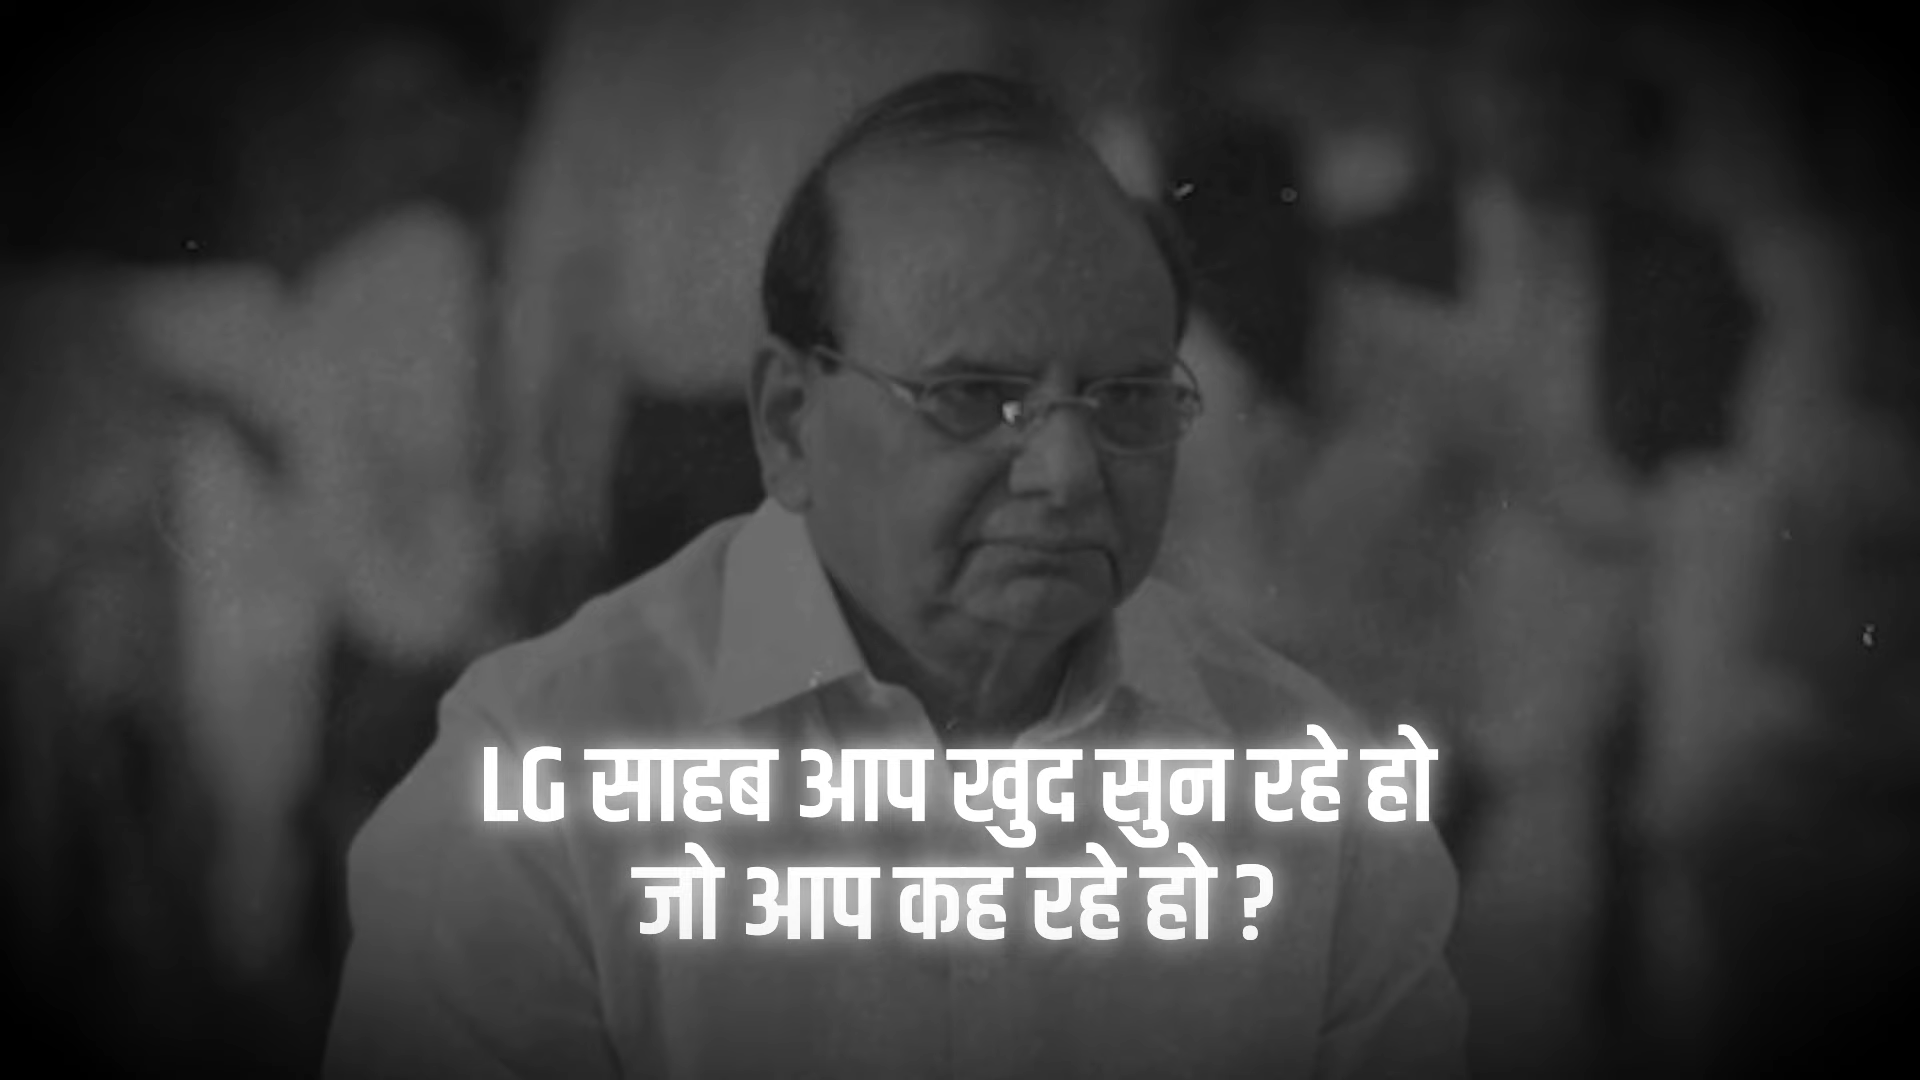 LG साहब आप खुद सुन रहे हो
जो आप कह रहे हो ?